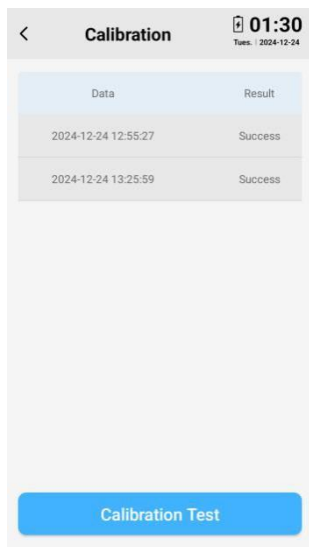 Calibration
01:30
Tues. | 2024-12-24
Data Result
2024-12-24 12:55:27 Success
2024-12-24 13:25:59 Success
Calibration Test